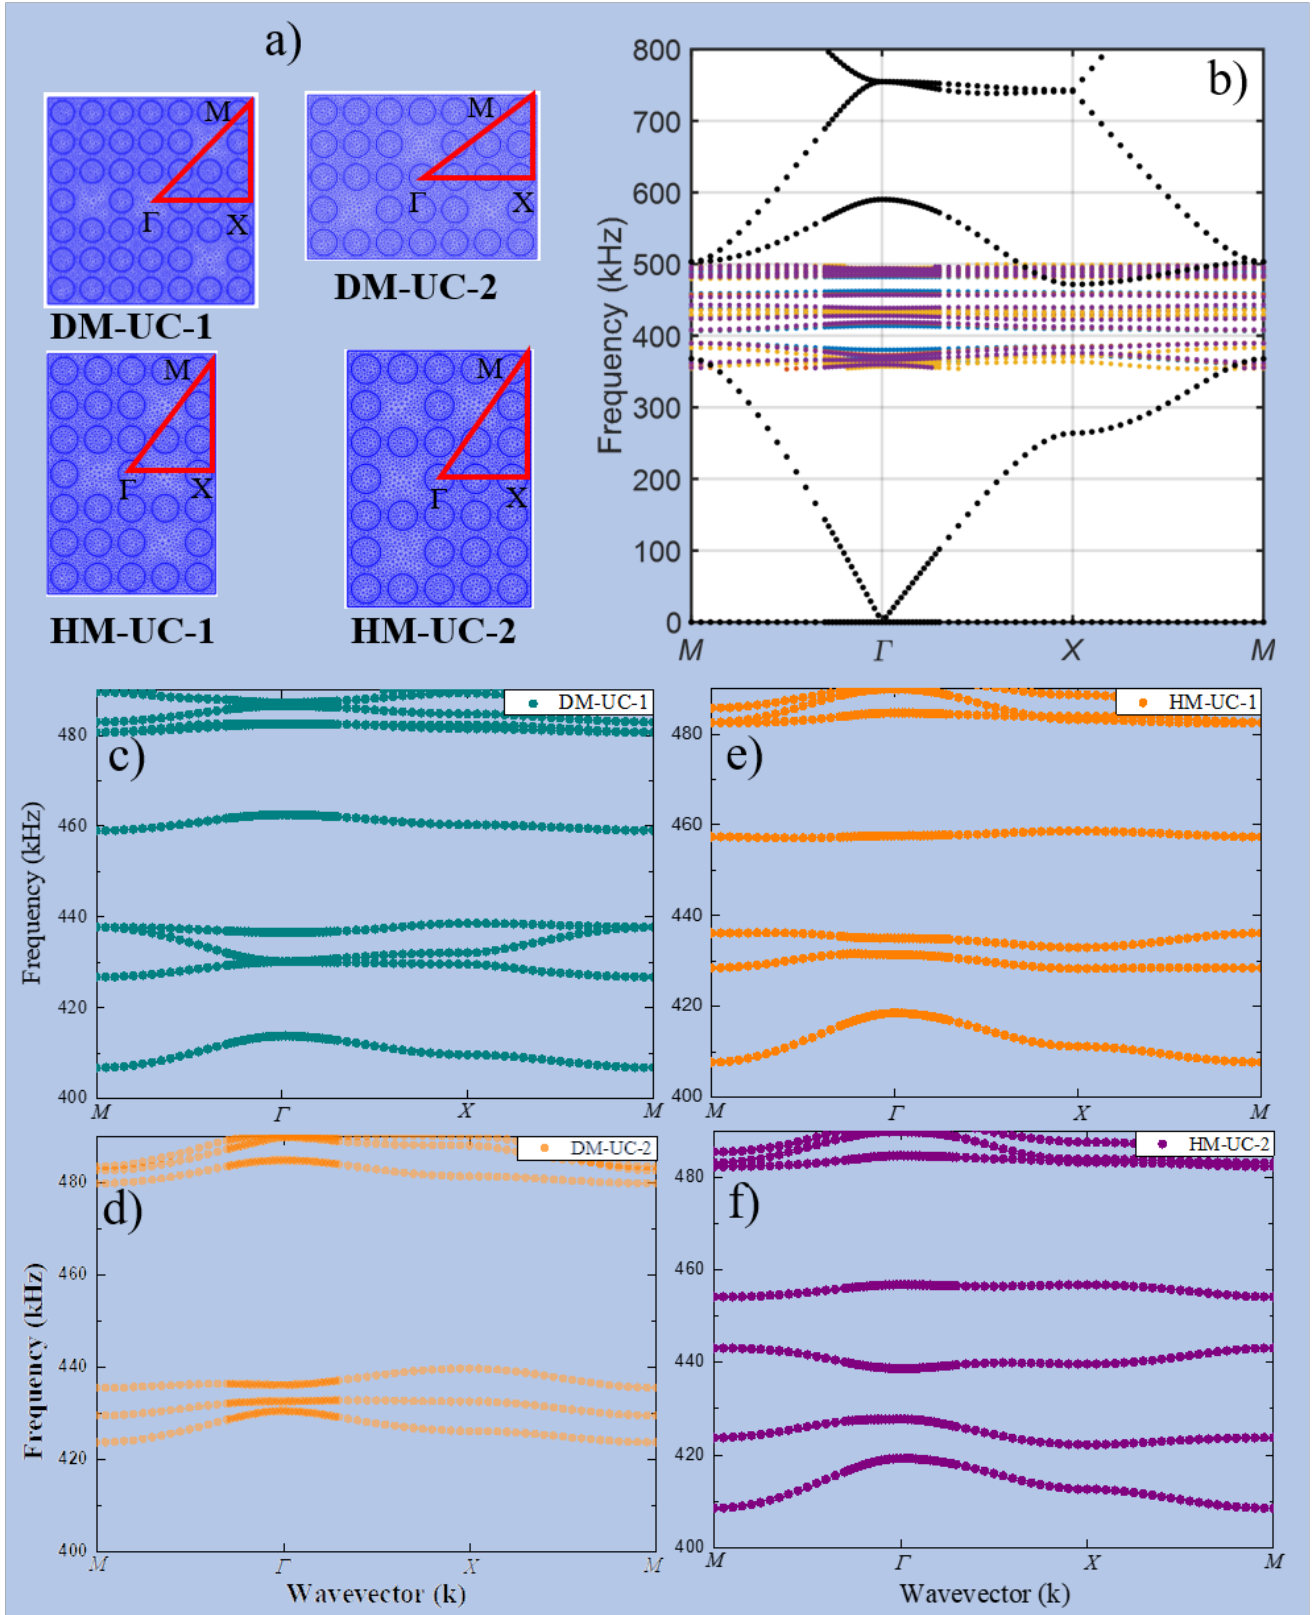 a)
M
Γ
X
DM-UC-1
M
Γ
X
DM-UC-2
M
Γ
X
HM-UC-1
M
Γ
X
HM-UC-2
b)
Frequency (kHz)
800
700
600
500
400
300
200
100
0
M Γ X M
c)
DM-UC-1
Frequency (kHz)
480
460
440
420
400
M Γ X M
e)
HM-UC-1
480
460
440
420
400
M Γ X M
d)
DM-UC-2
Frequency (kHz)
480
460
440
420
400
M Γ X M
Wavevector (k)
f)
HM-UC-2
480
460
440
420
400
M Γ X M
Wavevector (k)